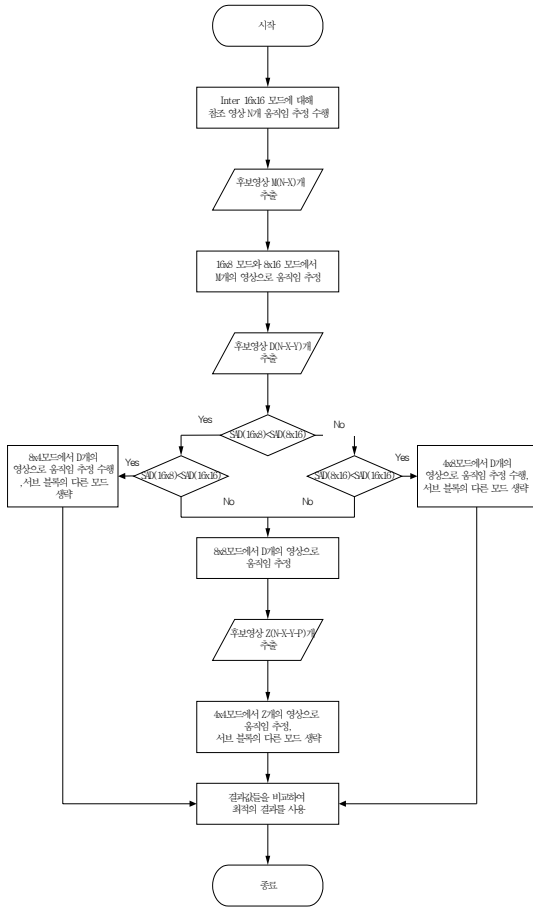 시작
Inter 16x16 모드에 대해
참조 영상 N개 움직임 추정 수행
후보영상 M(N-X)개
추출
16x8 모드와 8x16 모드에서
M개의 영상으로 움직임 추정
후보영상 D(N-X-Y)개
추출
SAD(16x8)<SAD(8x16)
Yes
No
8x4모드에서 D개의
영상으로 움직임 추정 수행
,서브 블록의 다른 모드
생략
Yes
SAD(16x8)<SAD(16x16)
No
SAD(8x16)<SAD(16x16)
Yes
No
4x8모드에서 D개의
영상으로 움직임 추정 수행,
서브 블록의 다른 모드 생략
8x8모드에서 D개의 영상으로
움직임 추정
후보영상 Z(N-X-Y-P)개
추출
4x4모드에서 Z개의 영상으로
움직임 추정,
서브 블록의 다른 모드 생략
결과값들을 비교하여
최적의 결과를 사용
종료